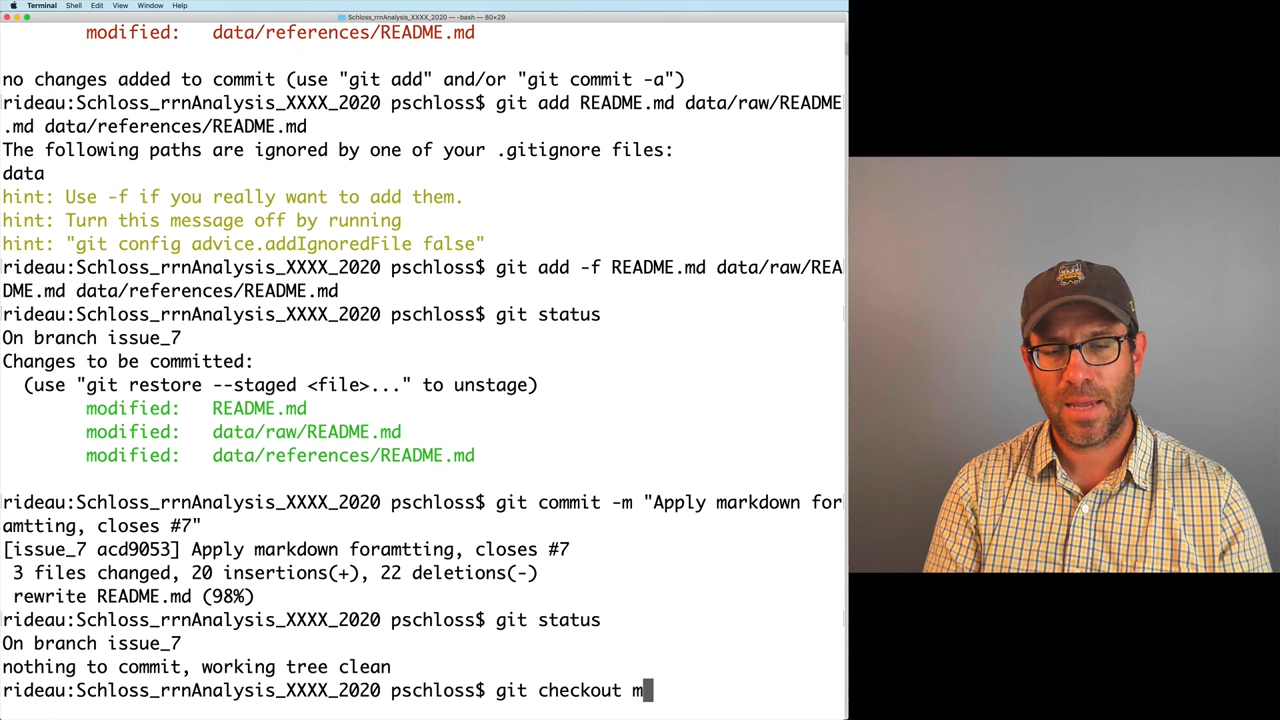 Terminal Shell Edit View Window Help
Schloss_rrnAnalysis_XXXX_2020 — -bash — 80×29
modified: data/references/README.md
no changes added to commit (use "git add" and/or "git commit -a")
rideau:Schloss_rrnAnalysis_XXXX_2020 pschloss$ git add README.md data/raw/README
.md data/references/README.md
The following paths are ignored by one of your .gitignore files:
data
hint: Use -f if you really want to add them.
hint: Turn this message off by running
hint: "git config advice.addIgnoredFile false"
rideau:Schloss_rrnAnalysis_XXXX_2020 pschloss$ git add -f README.md data/raw/REA
DME.md data/references/README.md
rideau:Schloss_rrnAnalysis_XXXX_2020 pschloss$ git status
On branch issue_7
Changes to be committed:
(use "git restore --staged <file>..." to unstage)
modified: README.md
modified: data/raw/README.md
modified: data/references/README.md
rideau:Schloss_rrnAnalysis_XXXX_2020 pschloss$ git commit -m "Apply markdown for
amtting, closes #7"
[issue_7 acd9053] Apply markdown foramtting, closes #7
3 files changed, 20 insertions(+), 22 deletions(-)
rewrite README.md (98%)
rideau:Schloss_rrnAnalysis_XXXX_2020 pschloss$ git status
On branch issue_7
nothing to commit, working tree clean
rideau:Schloss_rrnAnalysis_XXXX_2020 pschloss$ git checkout m